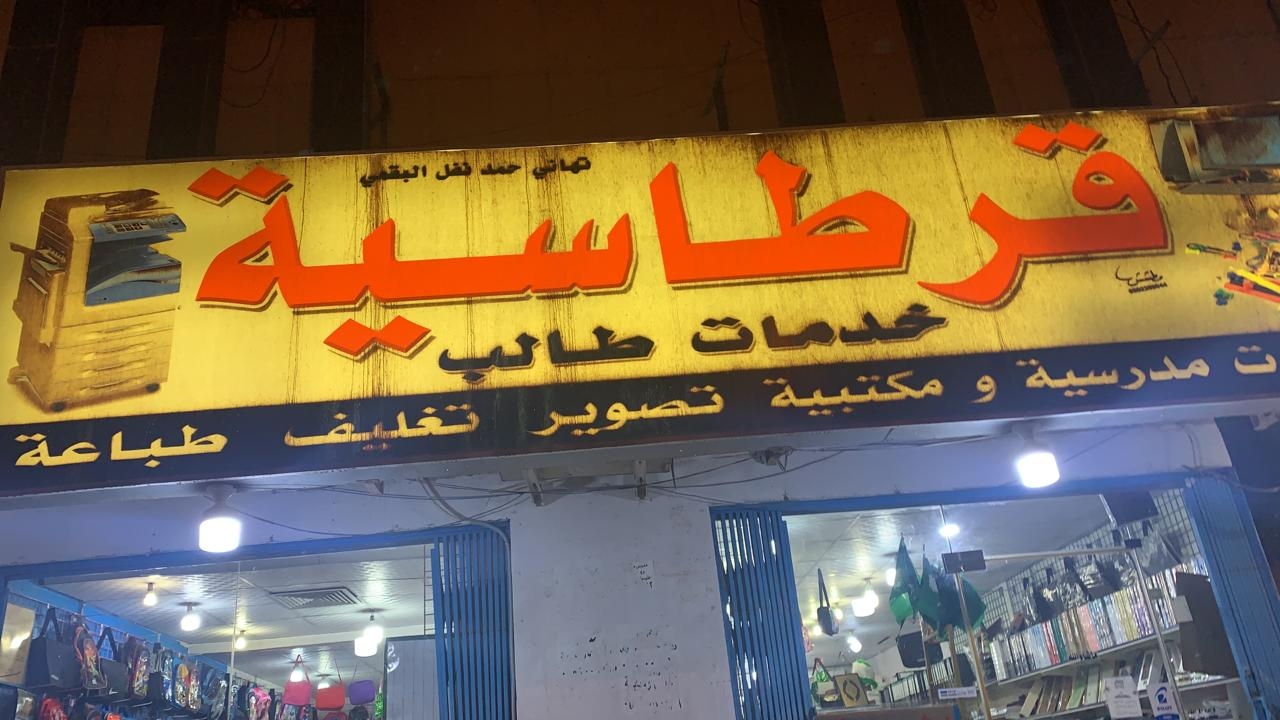 تهاني حمد نفل البقمي
قرطاسية
خدمات طالب
ت مدرسية و مكتبية تصوير تغليف طباعة